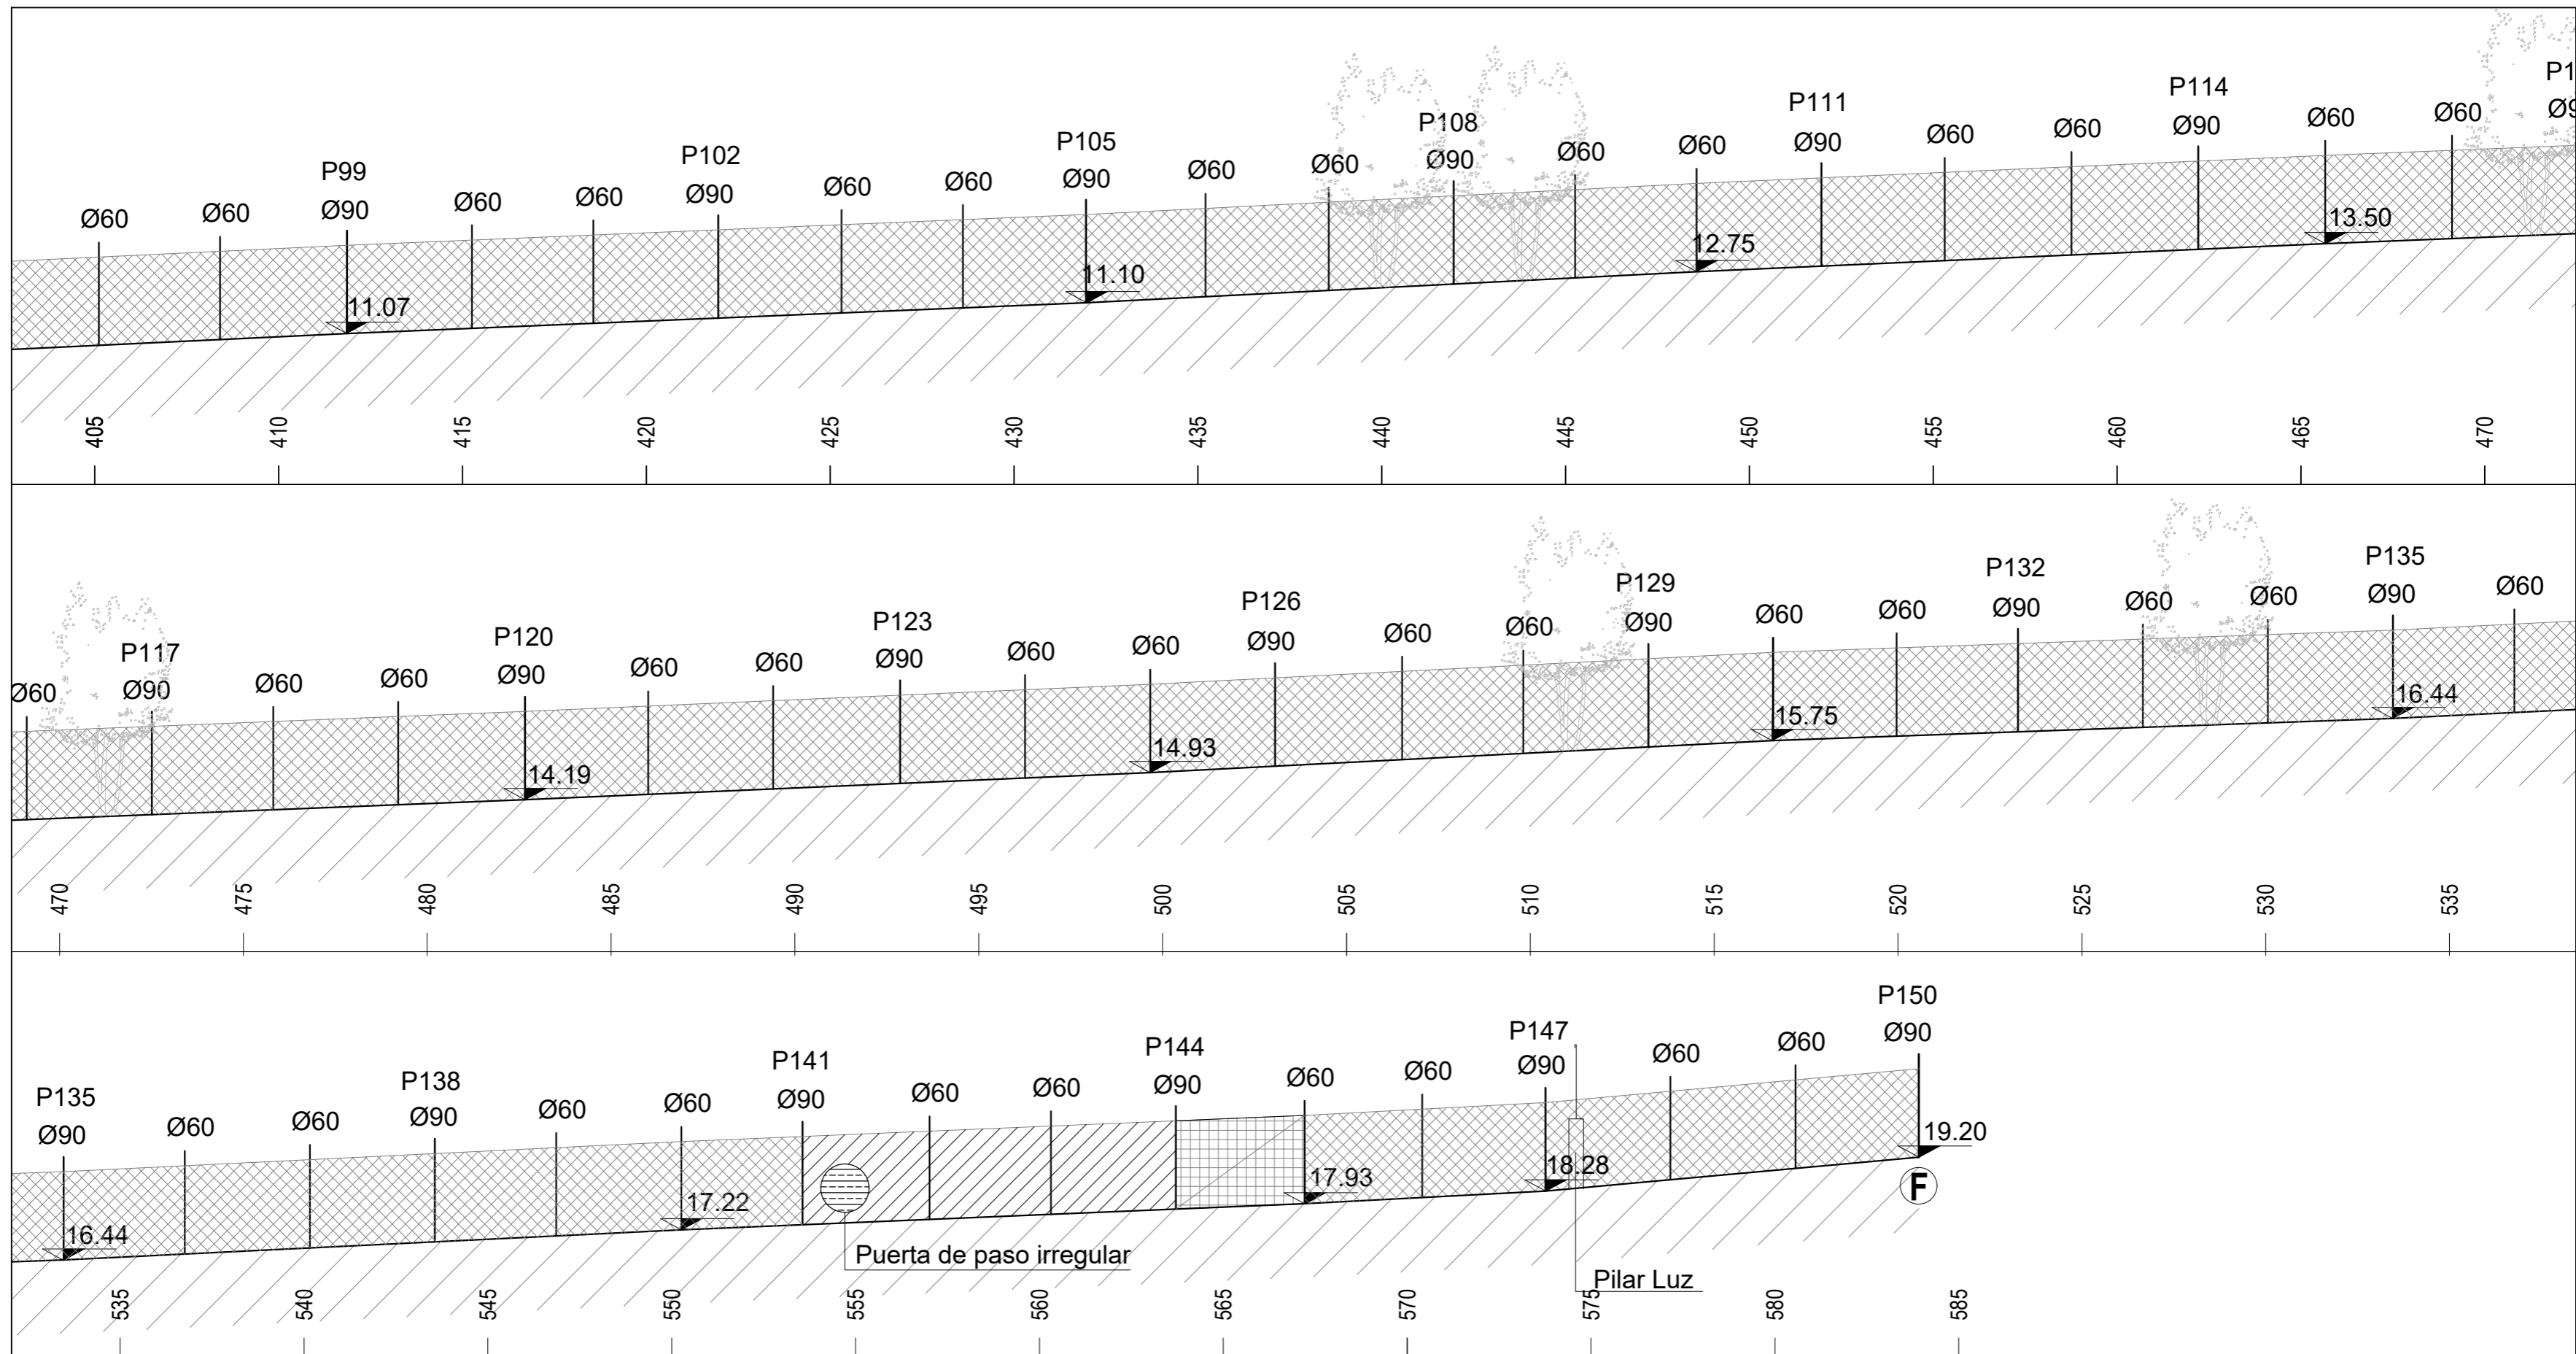 P99
P102
P105
P108
P111
P114
Ø60
Ø60
Ø90
Ø60
Ø60
Ø90
Ø60
Ø60
Ø90
Ø60
Ø60
Ø90
Ø60
Ø60
Ø90
Ø60
Ø60
Ø90
Ø60
Ø60
11.07
11.10
12.75
13.50
405
410
415
420
425
430
435
440
445
450
455
460
465
470
P117
P120
P123
P126
P129
P132
P135
Ø60
Ø90
Ø60
Ø60
Ø90
Ø60
Ø60
Ø90
Ø60
Ø60
Ø90
Ø60
Ø60
Ø90
Ø60
Ø60
Ø90
Ø60
Ø60
Ø90
Ø60
14.19
14.93
15.75
16.44
470
475
480
485
490
495
500
505
510
515
520
525
530
535
P135
P138
P141
P144
P147
P150
Ø90
Ø60
Ø60
Ø90
Ø60
Ø60
Ø90
Ø60
Ø60
Ø90
Ø60
Ø60
Ø90
Ø60
Ø60
Ø90
16.44
17.22
17.93
18.28
19.20
F
Puerta de paso irregular
Pilar Luz
535
540
545
550
555
560
565
570
575
580
585